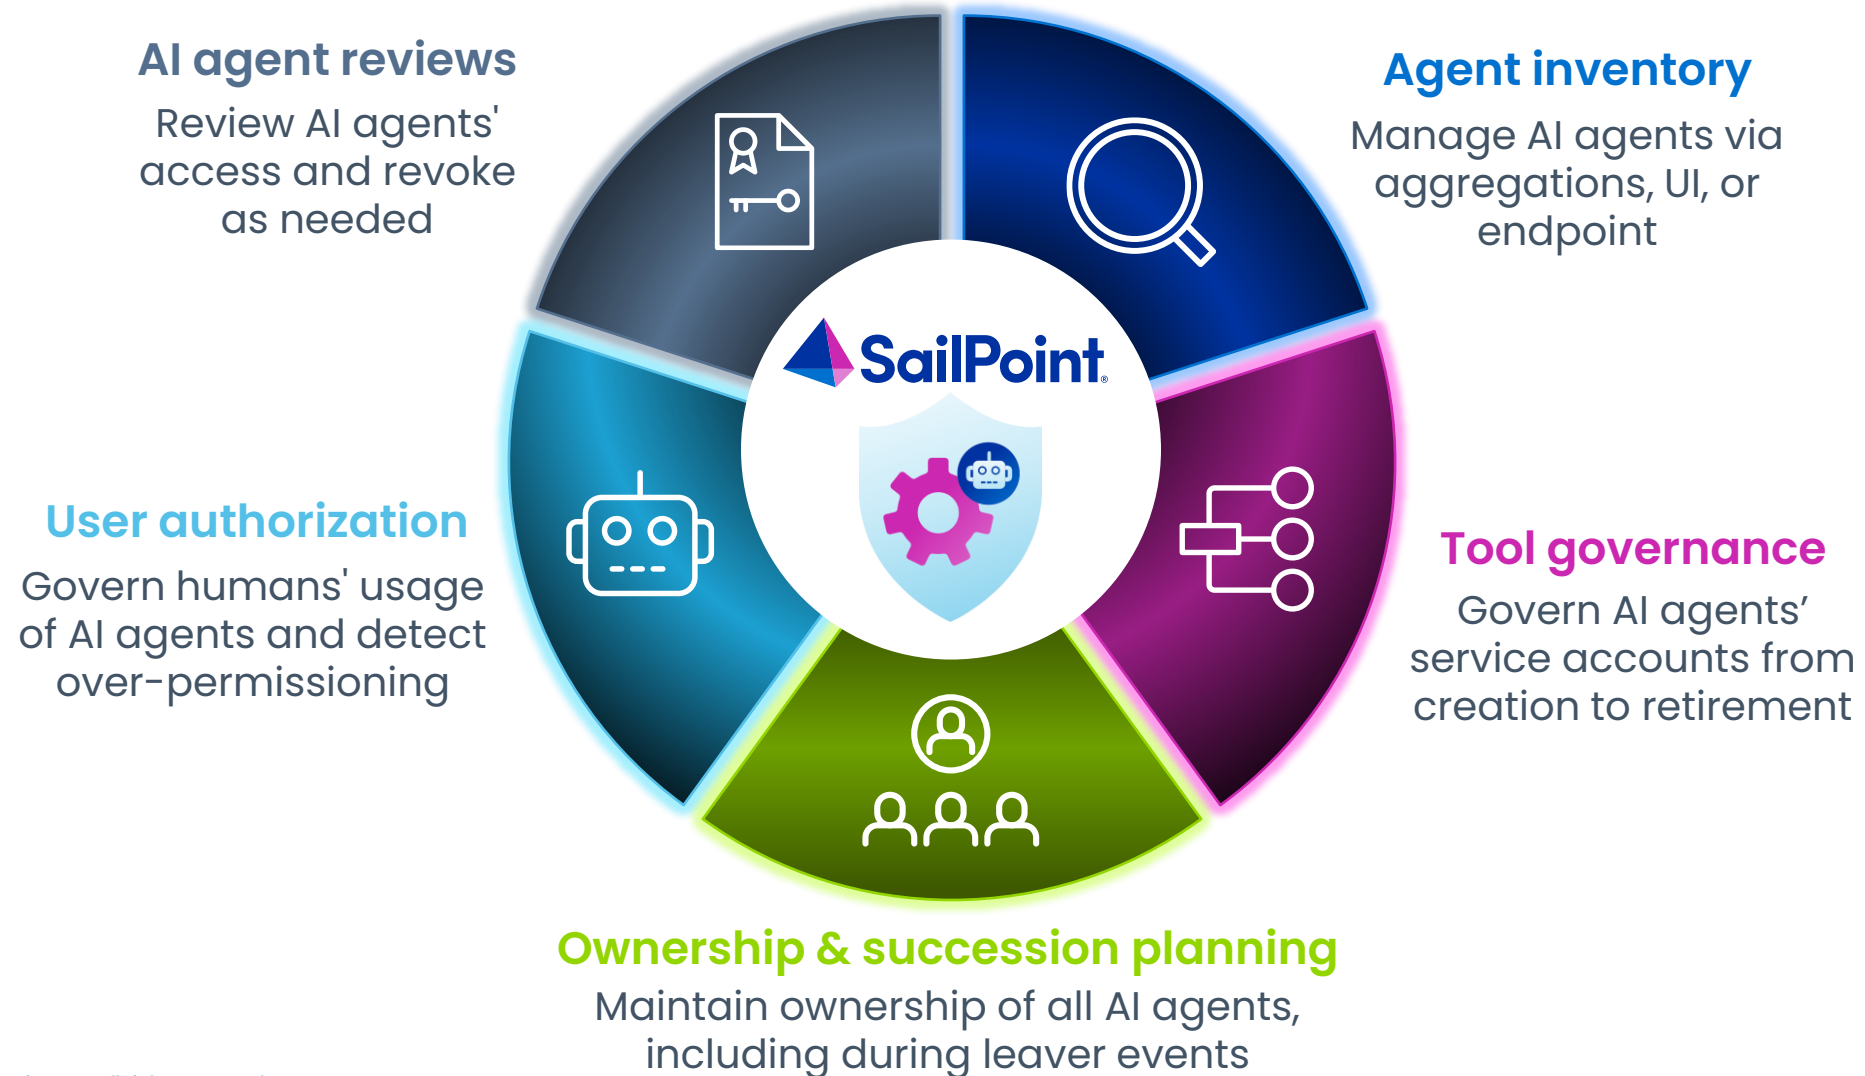 AI agent reviews
Review AI agents'
access and revoke
as needed
Agent inventory
Manage AI agents via
aggregations, UI, or
endpoint
SailPoint®
User authorization
Govern humans' usage
of AI agents and detect
over-permissioning
Tool governance
Govern AI agents’
service accounts from
creation to retirement
Ownership & succession planning
Maintain ownership of all AI agents,
including during leaver events